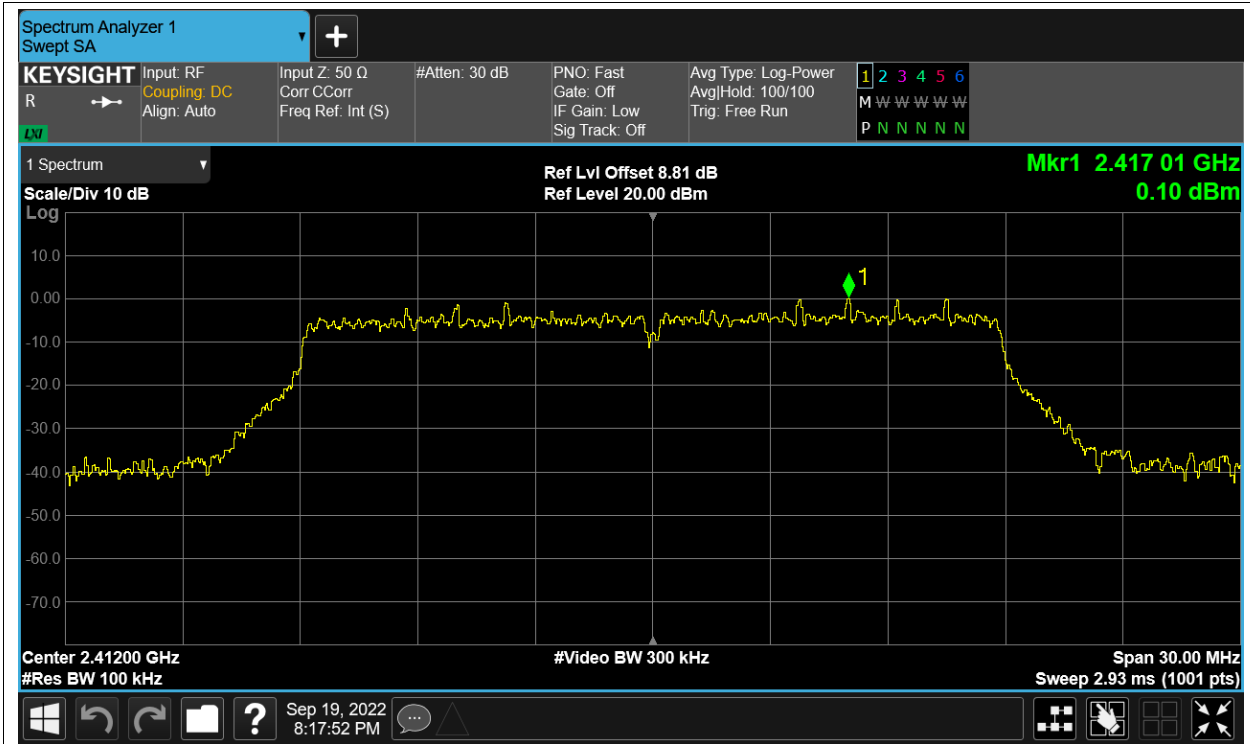 Spectrum Analyzer 1
Swept SA
KEYSIGHT
R
LXI
Input: RF
Coupling: DC
Align: Auto
Input Z: 50 Ω
Corr CCorr
Freq Ref: Int (S)
#Atten: 30 dB
PNO: Fast
Gate: Off
IF Gain: Low
Sig Track: Off
Avg Type: Log-Power
Avg|Hold: 100/100
Trig: Free Run
1 2 3 4 5 6
M W W W W W
P N N N N N
1 Spectrum
Scale/Div 10 dB
Log
Ref Lvl Offset 8.81 dB
Ref Level 20.00 dBm
Mkr1 2.417 01 GHz
0.10 dBm
10.0
0.00
-10.0
-20.0
-30.0
-40.0
-50.0
-60.0
-70.0
1
Center 2.41200 GHz
#Res BW 100 kHz
#Video BW 300 kHz
Span 30.00 MHz
Sweep 2.93 ms (1001 pts)
?
Sep 19, 2022
8:17:52 PM